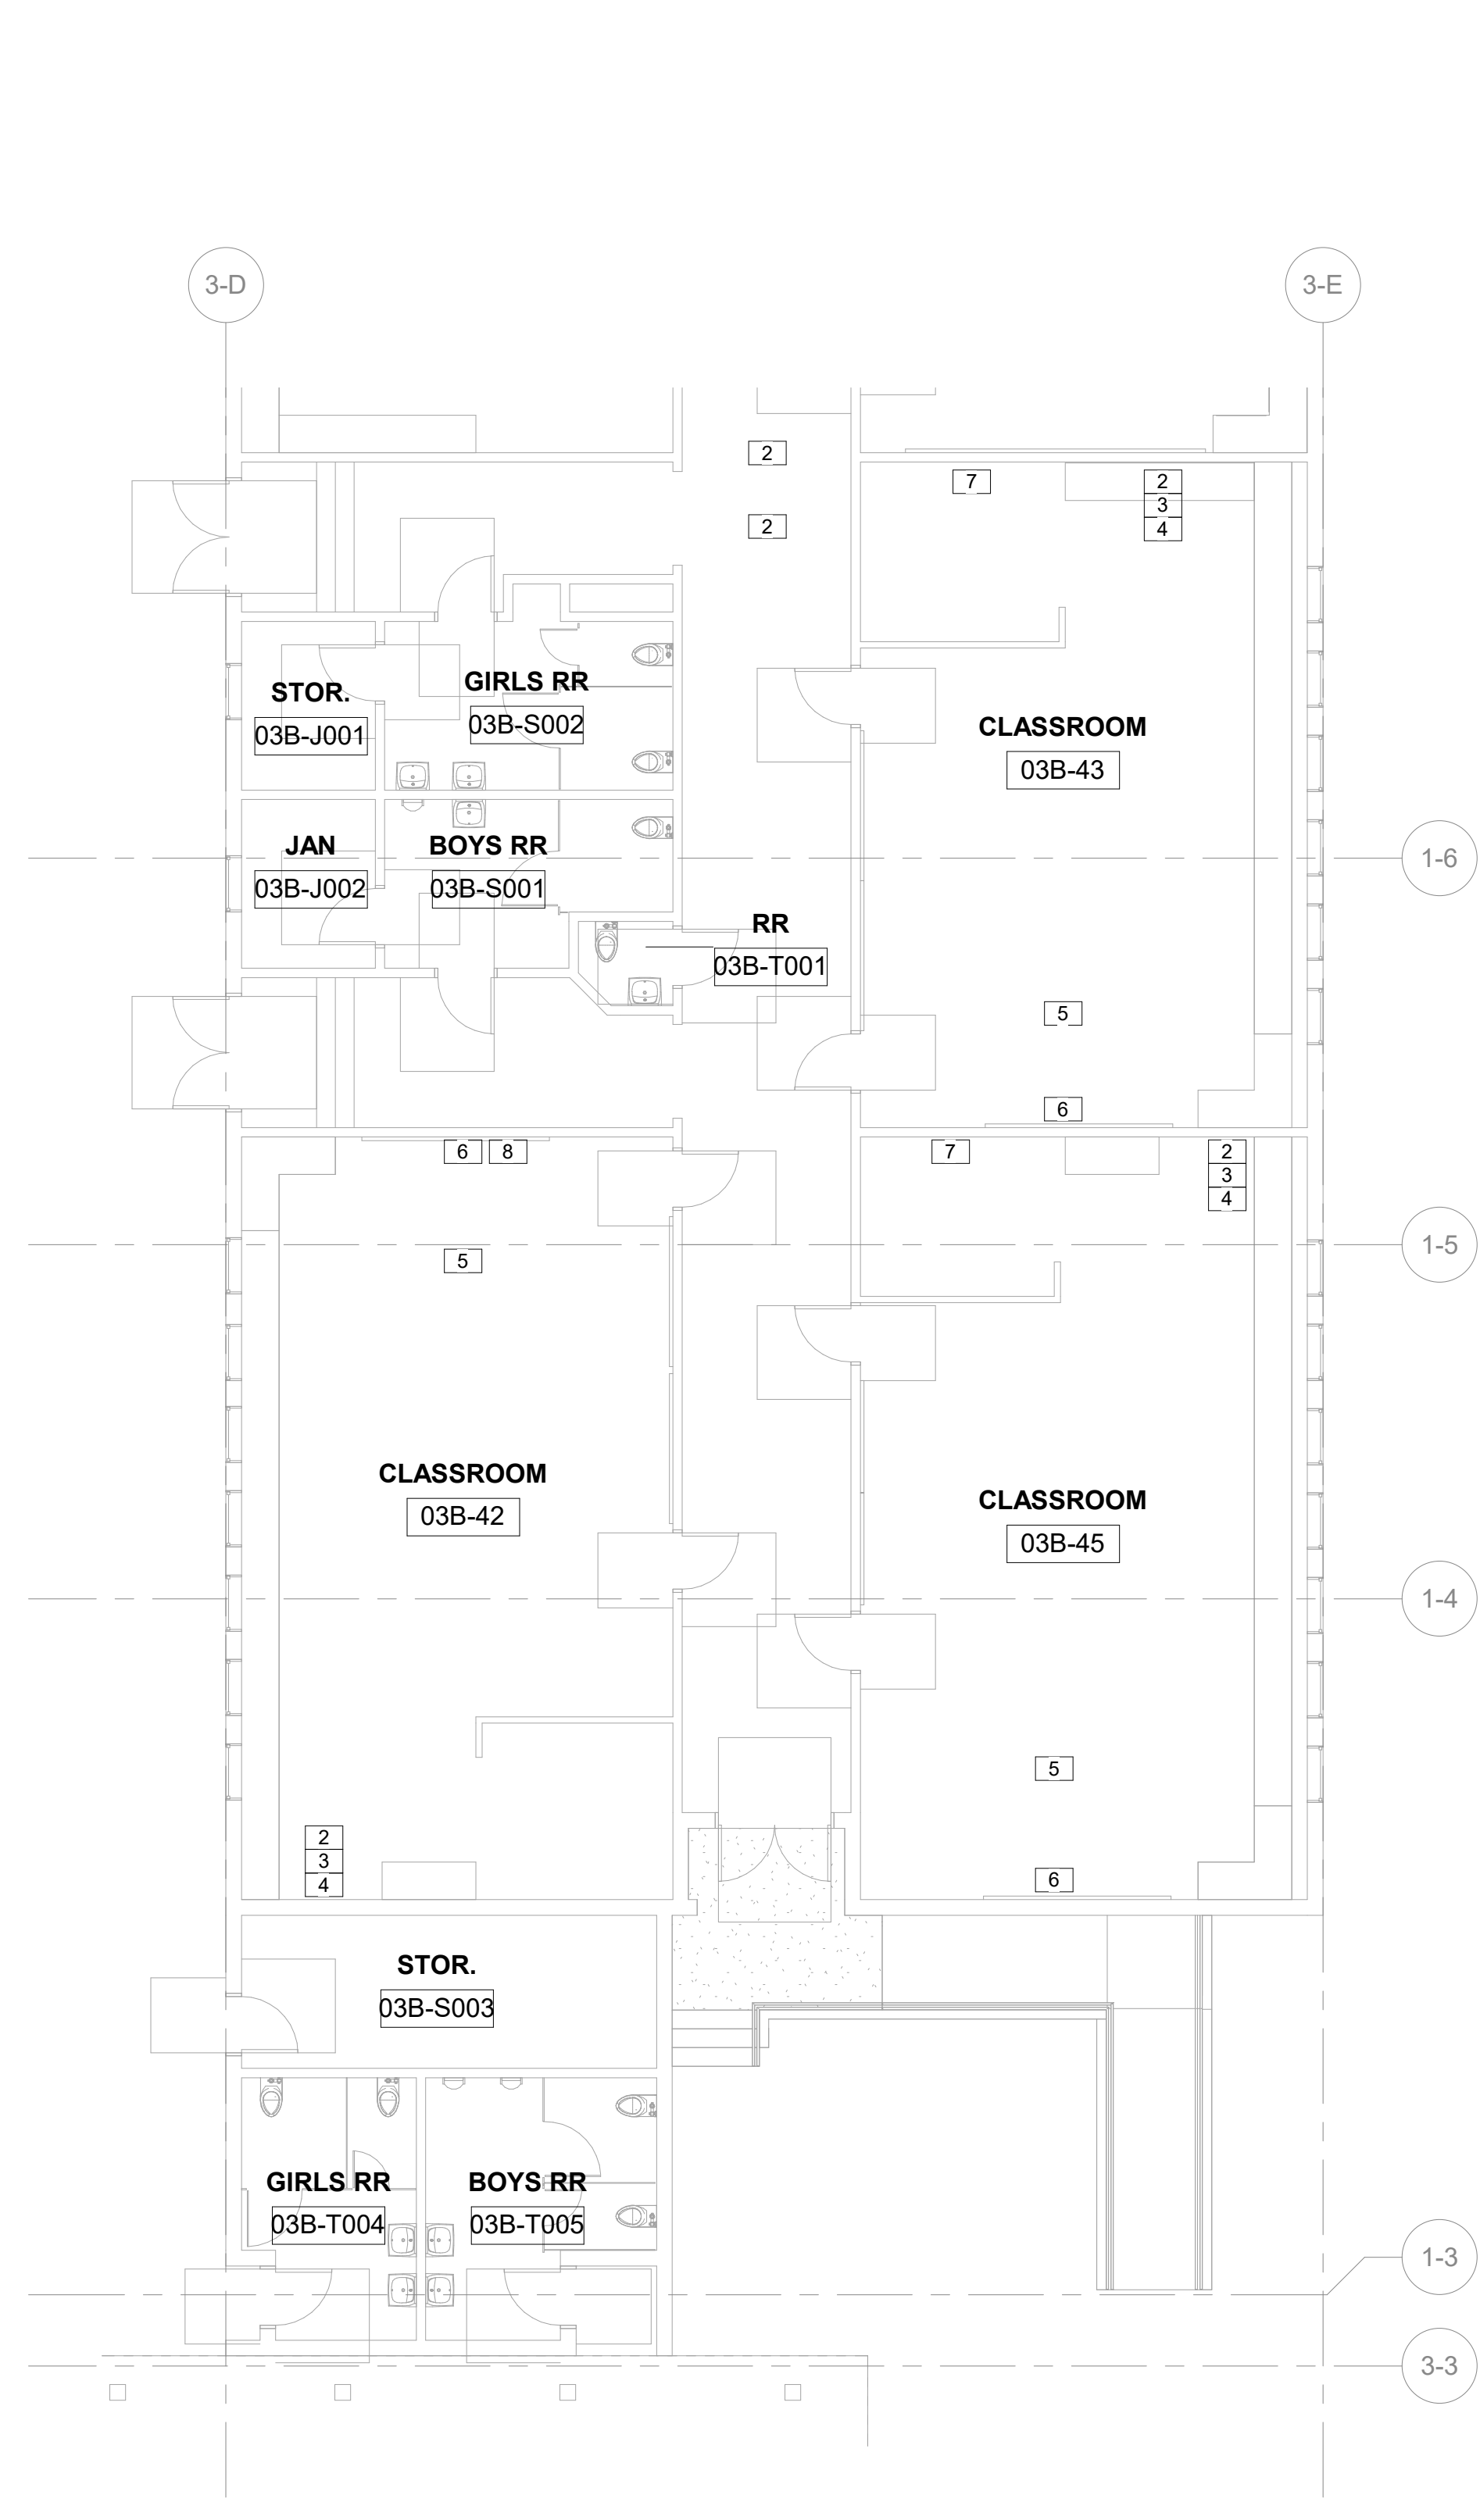 3-D
3-E
2
7
2
3
4
2
GIRLS RR
03B-S002
STOR.
03B-J001
CLASSROOM
03B-43
JAN
03B-J002
BOYS RR
03B-S001
1-6
RR
03B-T001
5
6
6
8
7
2
3
4
5
1-5
CLASSROOM
03B-42
CLASSROOM
03B-45
1-4
5
2
3
4
6
STOR.
03B-S003
GIRLS RR
03B-T004
BOYS RR
03B-T005
1-3
3-3